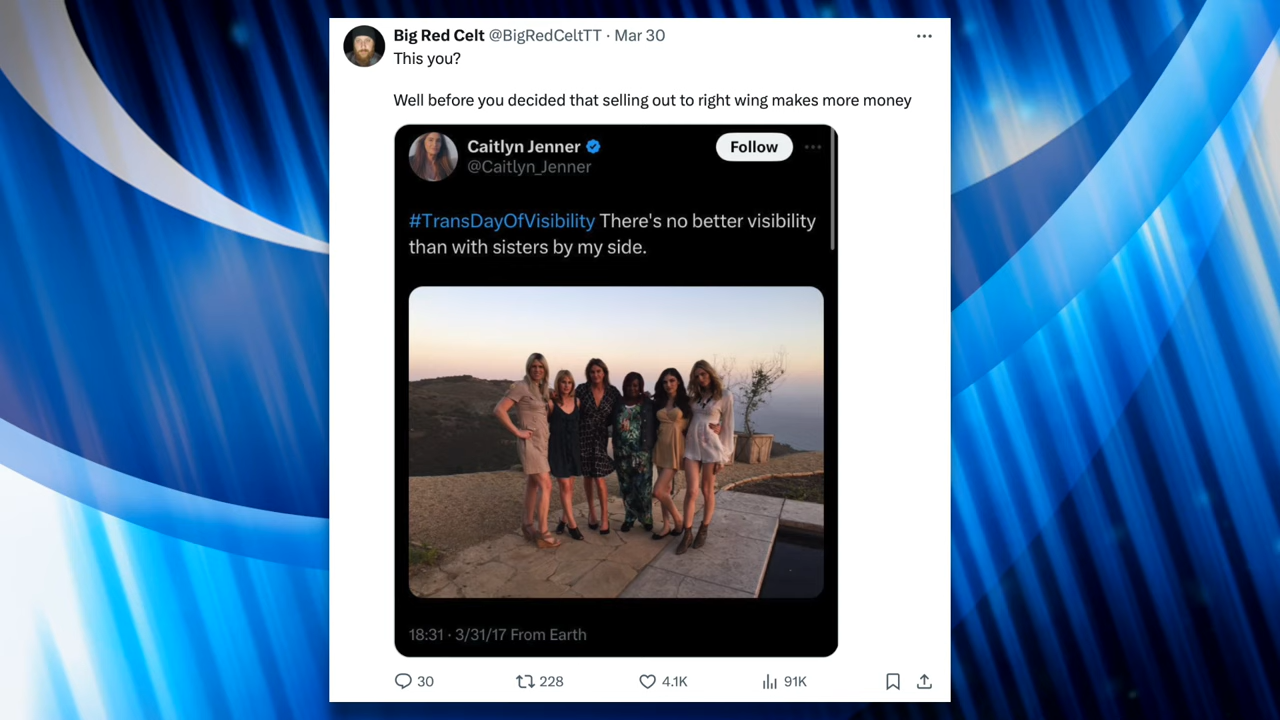 Big Red Celt @BigRedCeltTT · Mar 30
This you?
Well before you decided that selling out to right wing makes more money
Caitlyn Jenner
Follow
@Caitlyn_Jenner
#TransDayOfVisibility There's no better visibility
than with sisters by my side.
18:31 · 3/31/17 From Earth
30 228 4.1K 91K